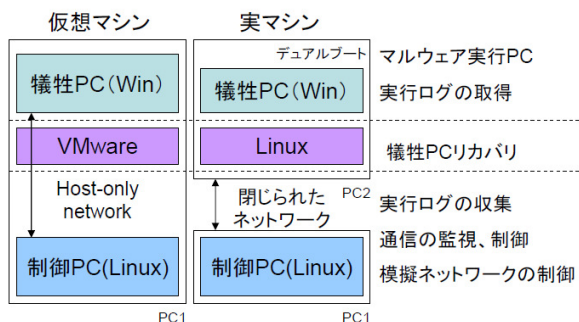 仮想マシン
実マシン
デュアルブート
マルウェア実行PC
犠牲PC(Win)
犠牲PC(Win)
実行ログの取得
VMware
Linux
犠牲PCリカバリ
Host-only
network
閉じられた
ネットワーク
PC2
実行ログの収集
通信の監視、制御
制御PC(Linux)
制御PC(Linux)
模擬ネットワークの制御
PC1
PC1